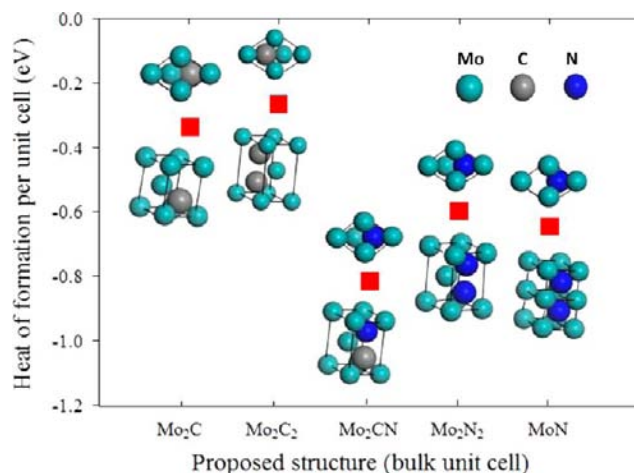 Heat of formation per unit cell (eV)
0.0
-0.2
-0.4
-0.6
-0.8
-1.0
-1.2
Mo C N
Mo₂C Mo₂C₂ Mo₂CN Mo₂N₂ MoN
Proposed structure (bulk unit cell)